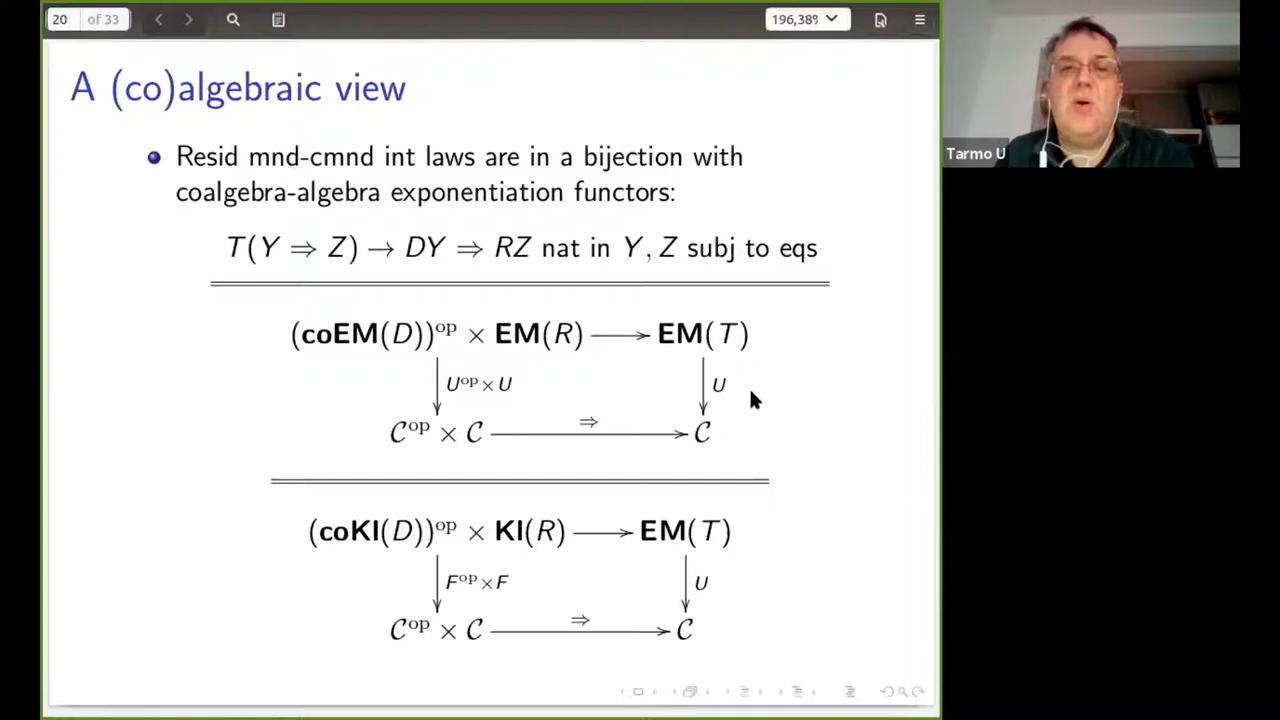 20 of 33
196,38%
A (co)algebraic view
Resid mnd-cmnd int laws are in a bijection with
coalgebra-algebra exponentiation functors:
T(Y ⇒ Z) → DY ⇒ RZ nat in Y, Z subj to eqs
(coEM(D))^op × EM(R) ⟶ EM(T)
U^op × U
U
C^op × C ⟶ C
⇒
(coKl(D))^op × Kl(R) ⟶ EM(T)
F^op × F
U
C^op × C ⟶ C
⇒
Tarmo U